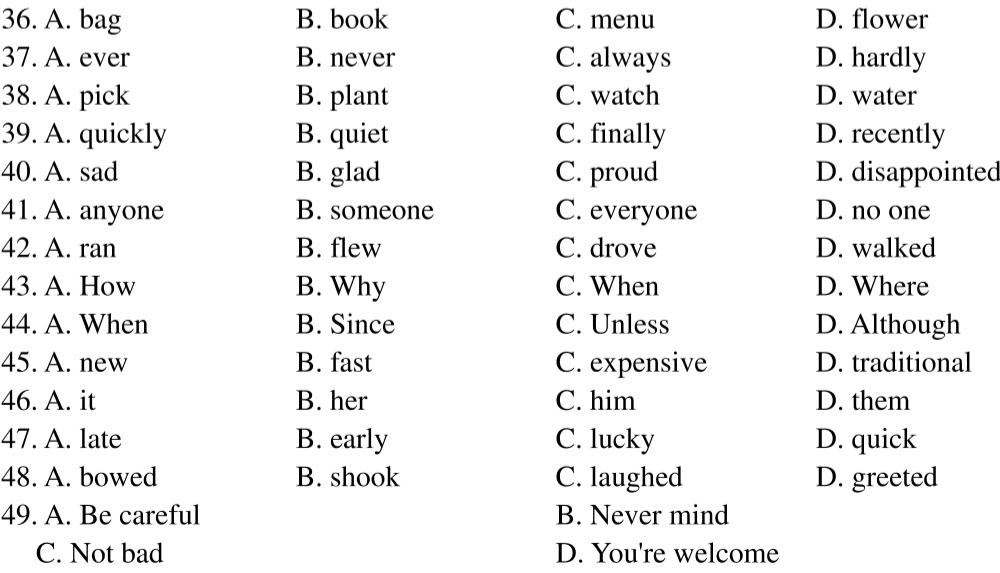 36. A. bag B. book C. menu D. flower
37. A. ever B. never C. always D. hardly
38. A. pick B. plant C. watch D. water
39. A. quickly B. quiet C. finally D. recently
40. A. sad B. glad C. proud D. disappointed
41. A. anyone B. someone C. everyone D. no one
42. A. ran B. flew C. drove D. walked
43. A. How B. Why C. When D. Where
44. A. When B. Since C. Unless D. Although
45. A. new B. fast C. expensive D. traditional
46. A. it B. her C. him D. them
47. A. late B. early C. lucky D. quick
48. A. bowed B. shook C. laughed D. greeted
49. A. Be careful B. Never mind
C. Not bad D. You're welcome